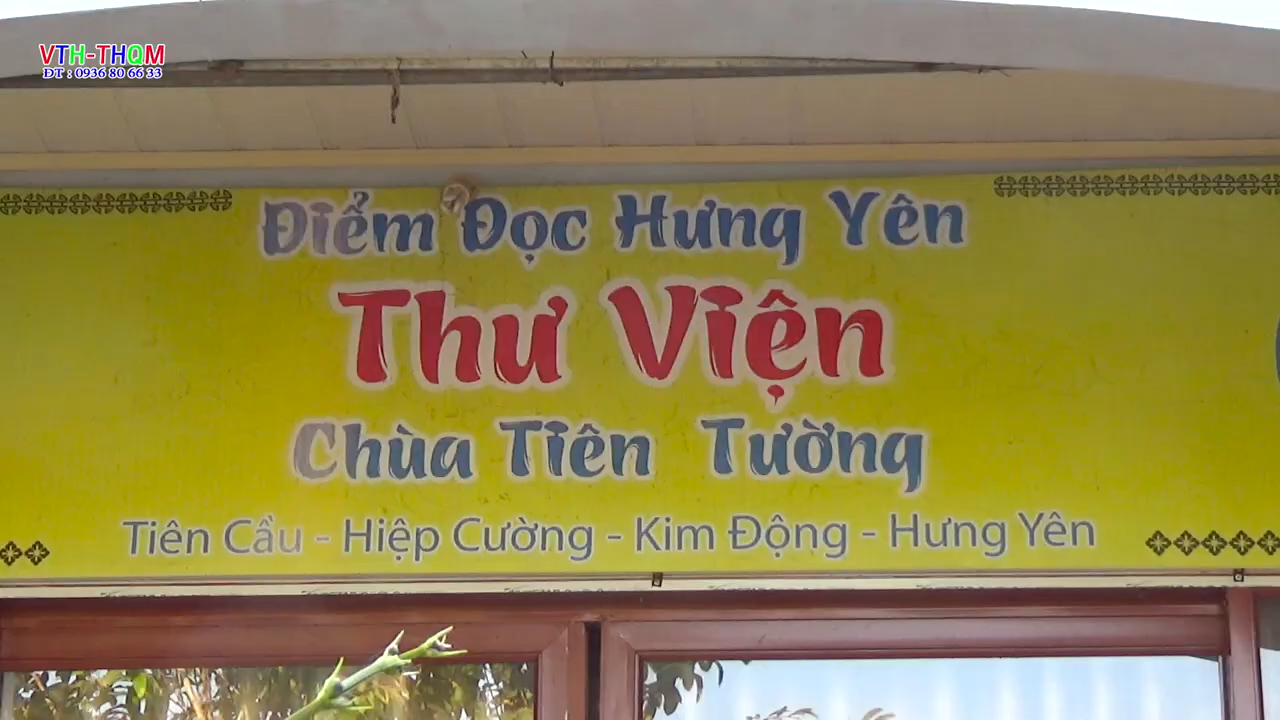 VTH-THQM
ĐT : 0936 80 66 33
Điểm Đọc Hưng Yên
Thư Viện
Chùa Tiên Tường
Tiên Cầu - Hiệp Cường - Kim Động - Hưng Yên